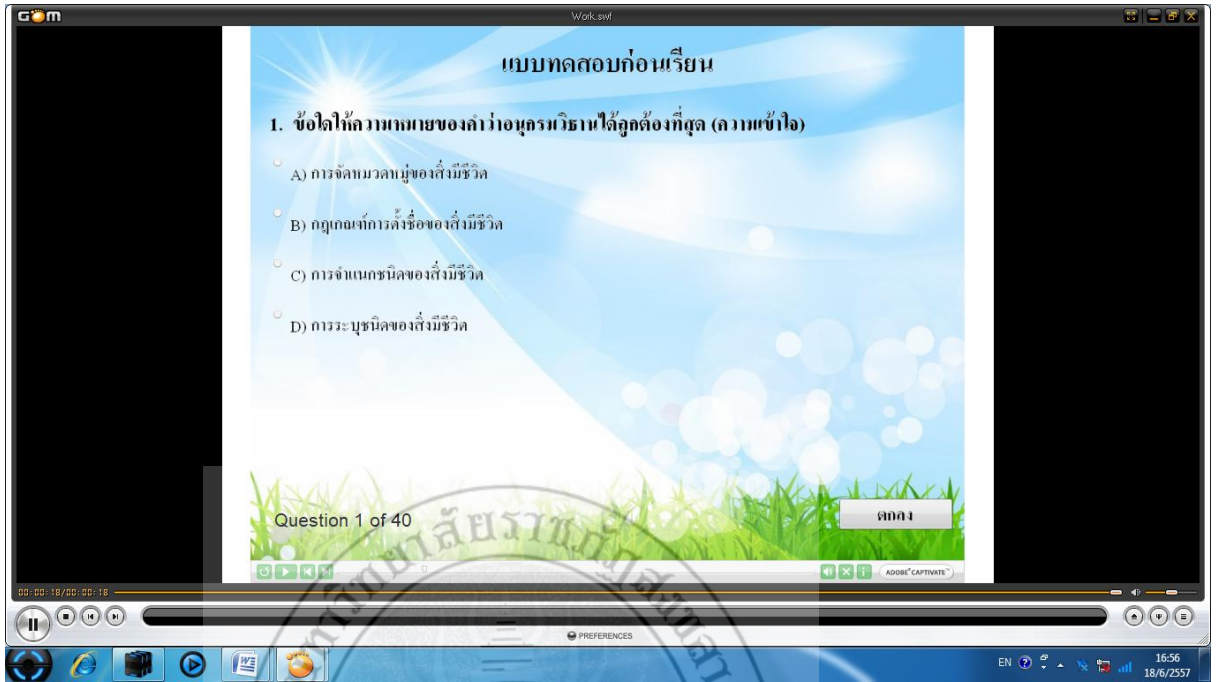 GOM
Work.swf
แบบทดสอบก่อนเรียน
1. ข้อใดให้ความหมายของคำว่าอนุกรมวิธานได้ถูกต้องที่สุด (ความเข้าใจ)
A) การจัดหมวดหมู่ของสิ่งมีชีวิต
B) กฎเกณฑ์การตั้งชื่อของสิ่งมีชีวิต
C) การจำแนกชนิดของสิ่งมีชีวิต
D) การระบุชนิดของสิ่งมีชีวิต
Question 1 of 40
ตกลง
ADOBE® CAPTIVATE™
00:00:18/00:00:18
PREFERENCES
EN
16:56
18/6/2557